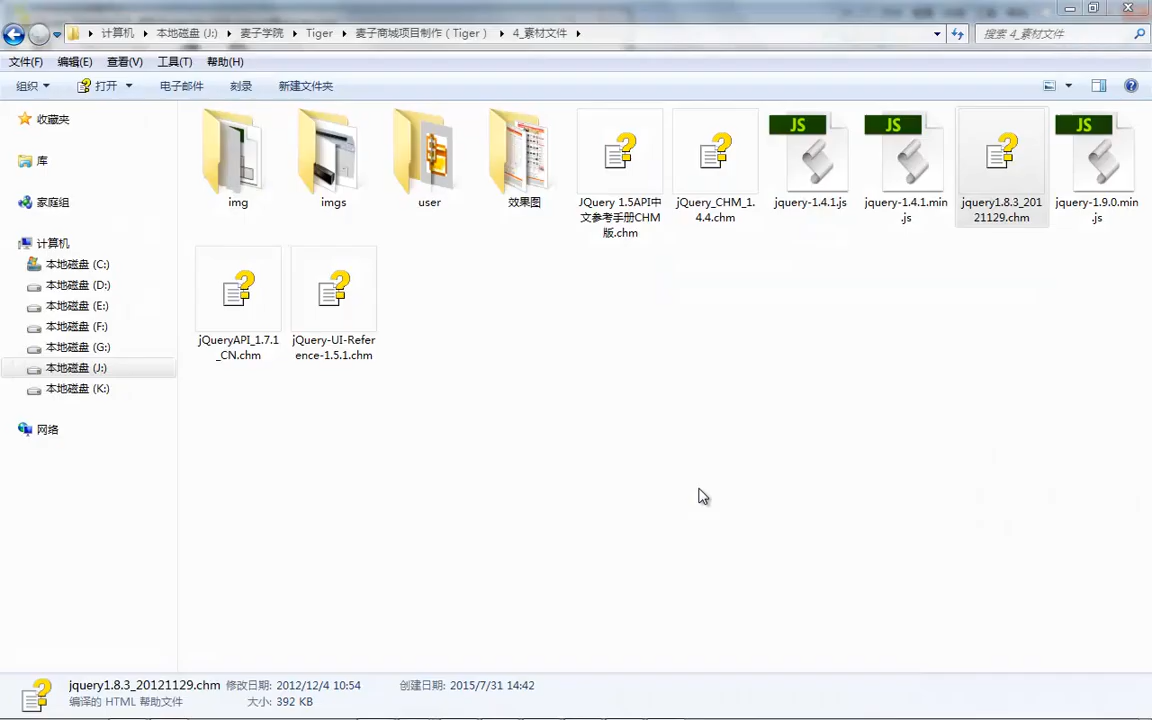 计算机 ▸ 本地磁盘 (J:) ▸ 麦子学院 ▸ Tiger ▸ 麦子商城项目制作 ( Tiger ) ▸ 4_素材文件 ▸
搜索 4_素材文件
文件(F) 编辑(E) 查看(V) 工具(T) 帮助(H)
组织 打开 电子邮件 刻录 新建文件夹
收藏夹
库
家庭组
计算机
本地磁盘 (C:)
本地磁盘 (D:)
本地磁盘 (E:)
本地磁盘 (F:)
本地磁盘 (G:)
本地磁盘 (J:)
本地磁盘 (K:)
网络
img
imgs
user
效果图
JQuery 1.5API中
文参考手册CHM
版.chm
jQuery_CHM_1.
4.4.chm
JS
jquery-1.4.1.js
JS
jquery-1.4.1.min
.js
jquery1.8.3_201
21129.chm
JS
jquery-1.9.0.min
.js
jQueryAPI_1.7.1
_CN.chm
jQuery-UI-Refer
ence-1.5.1.chm
jquery1.8.3_20121129.chm 修改日期: 2012/12/4 10:54 创建日期: 2015/7/31 14:42
编译的 HTML 帮助文件 大小: 392 KB